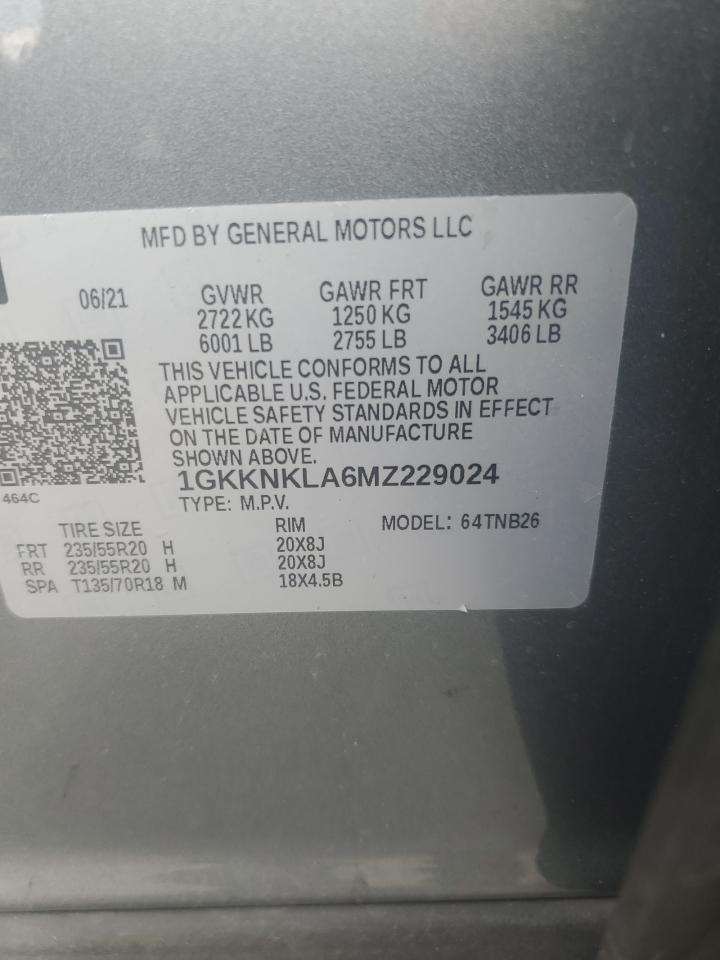 MFD BY GENERAL MOTORS LLC
06/21 GVWR GAWR FRT GAWR RR
2722 KG 1250 KG 1545 KG
6001 LB 2755 LB 3406 LB
THIS VEHICLE CONFORMS TO ALL
APPLICABLE U.S. FEDERAL MOTOR
VEHICLE SAFETY STANDARDS IN EFFECT
ON THE DATE OF MANUFACTURE
SHOWN ABOVE.
464C
1GKKNKLA6MZ229024
TYPE: M.P.V.
TIRE SIZE RIM MODEL: 64TNB26
FRT 235/55R20 H 20X8J
RR 235/55R20 H 20X8J
SPA T135/70R18 M 18X4.5B